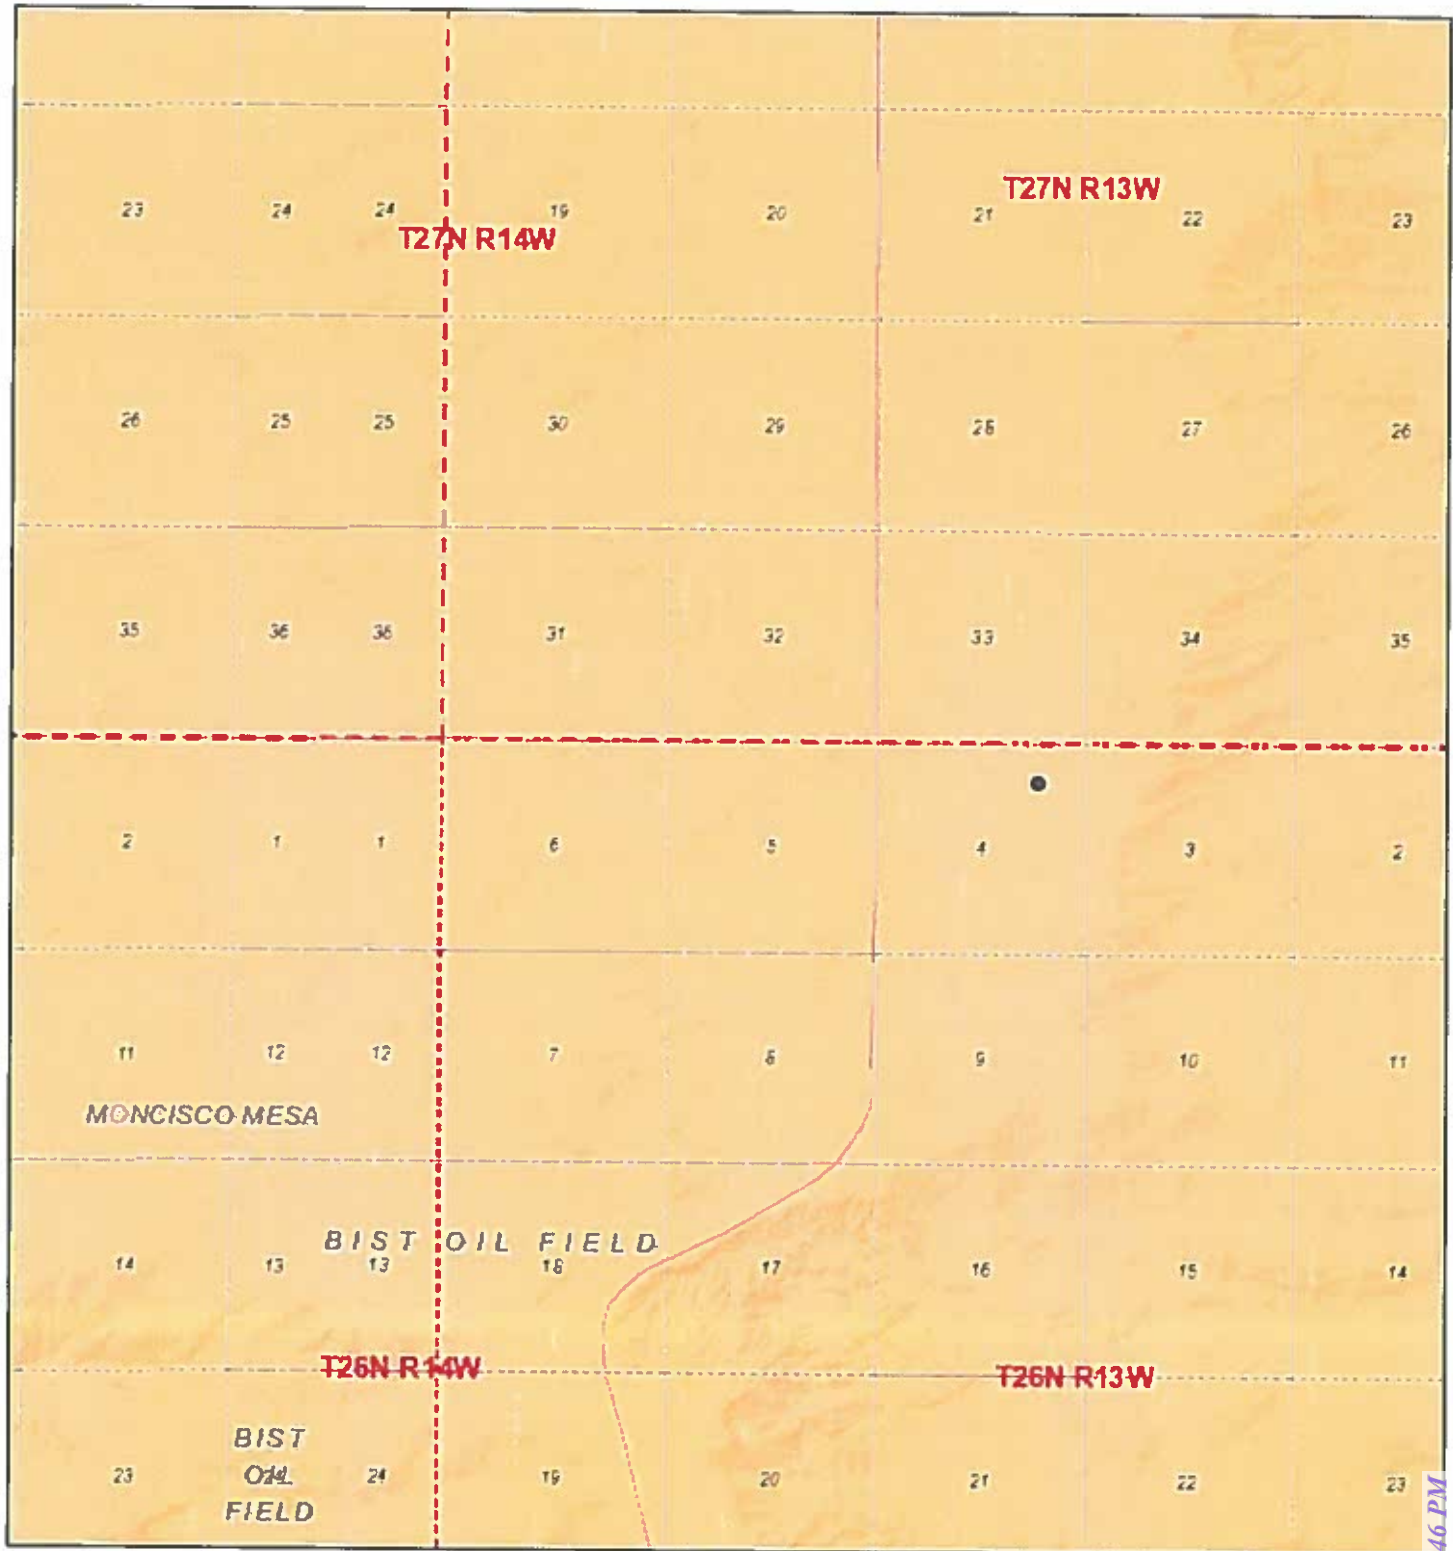 T27N R13W
23 24 24 19 20 21 22 23
T27N R14W
26 25 25 30 29 28 27 26
35 36 36 31 32 33 34 35
2 1 1 6 5 4 3 2
11 12 12 7 8 9 10 11
MONCISCO MESA
BIST OIL FIELD
14 13 13 18 17 16 15 14
T26N R14W T26N R13W
BIST
23 OIL 24 19 20 21 22 23
FIELD
46 PM